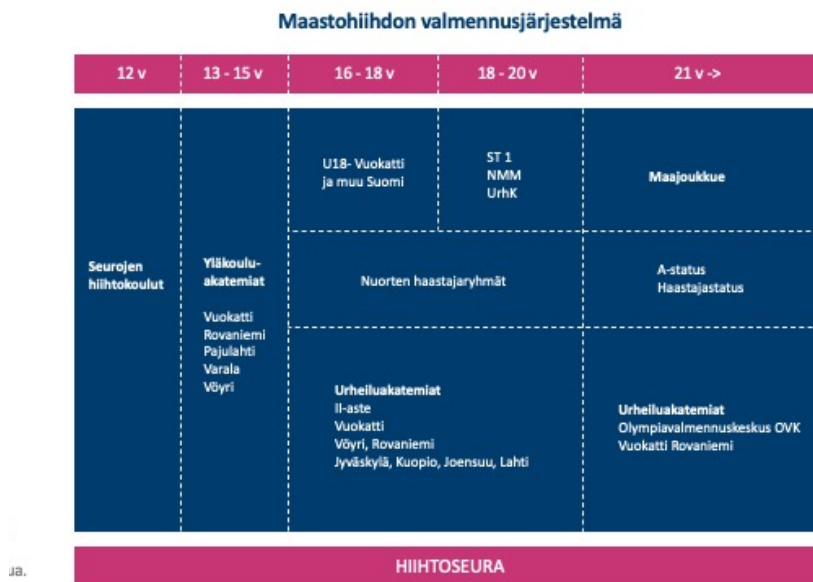 Maastohiihdon valmennusjärjestelmä
12 v
13 - 15 v
16 - 18 v
18 - 20 v
21 v ->
Seurojen
hiihtokoulut
Yläkoulu-
akatemiat
Vuokatti
Rovaniemi
Pajulahti
Varala
Vöyri
U18- Vuokatti
ja muu Suomi
ST 1
NMM
UrhK
Maajoukkue
Nuorten haastajaryhmät
A-status
Haastajastatus
Urheiluakatemiat
II-aste
Vuokatti
Vöyri, Rovaniemi
Jyväskylä, Kuopio, Joensuu, Lahti
Urheiluakatemiat
Olympiavalmennuskeskus OVK
Vuokatti Rovaniemi
HIIHTOSEURA
ua.